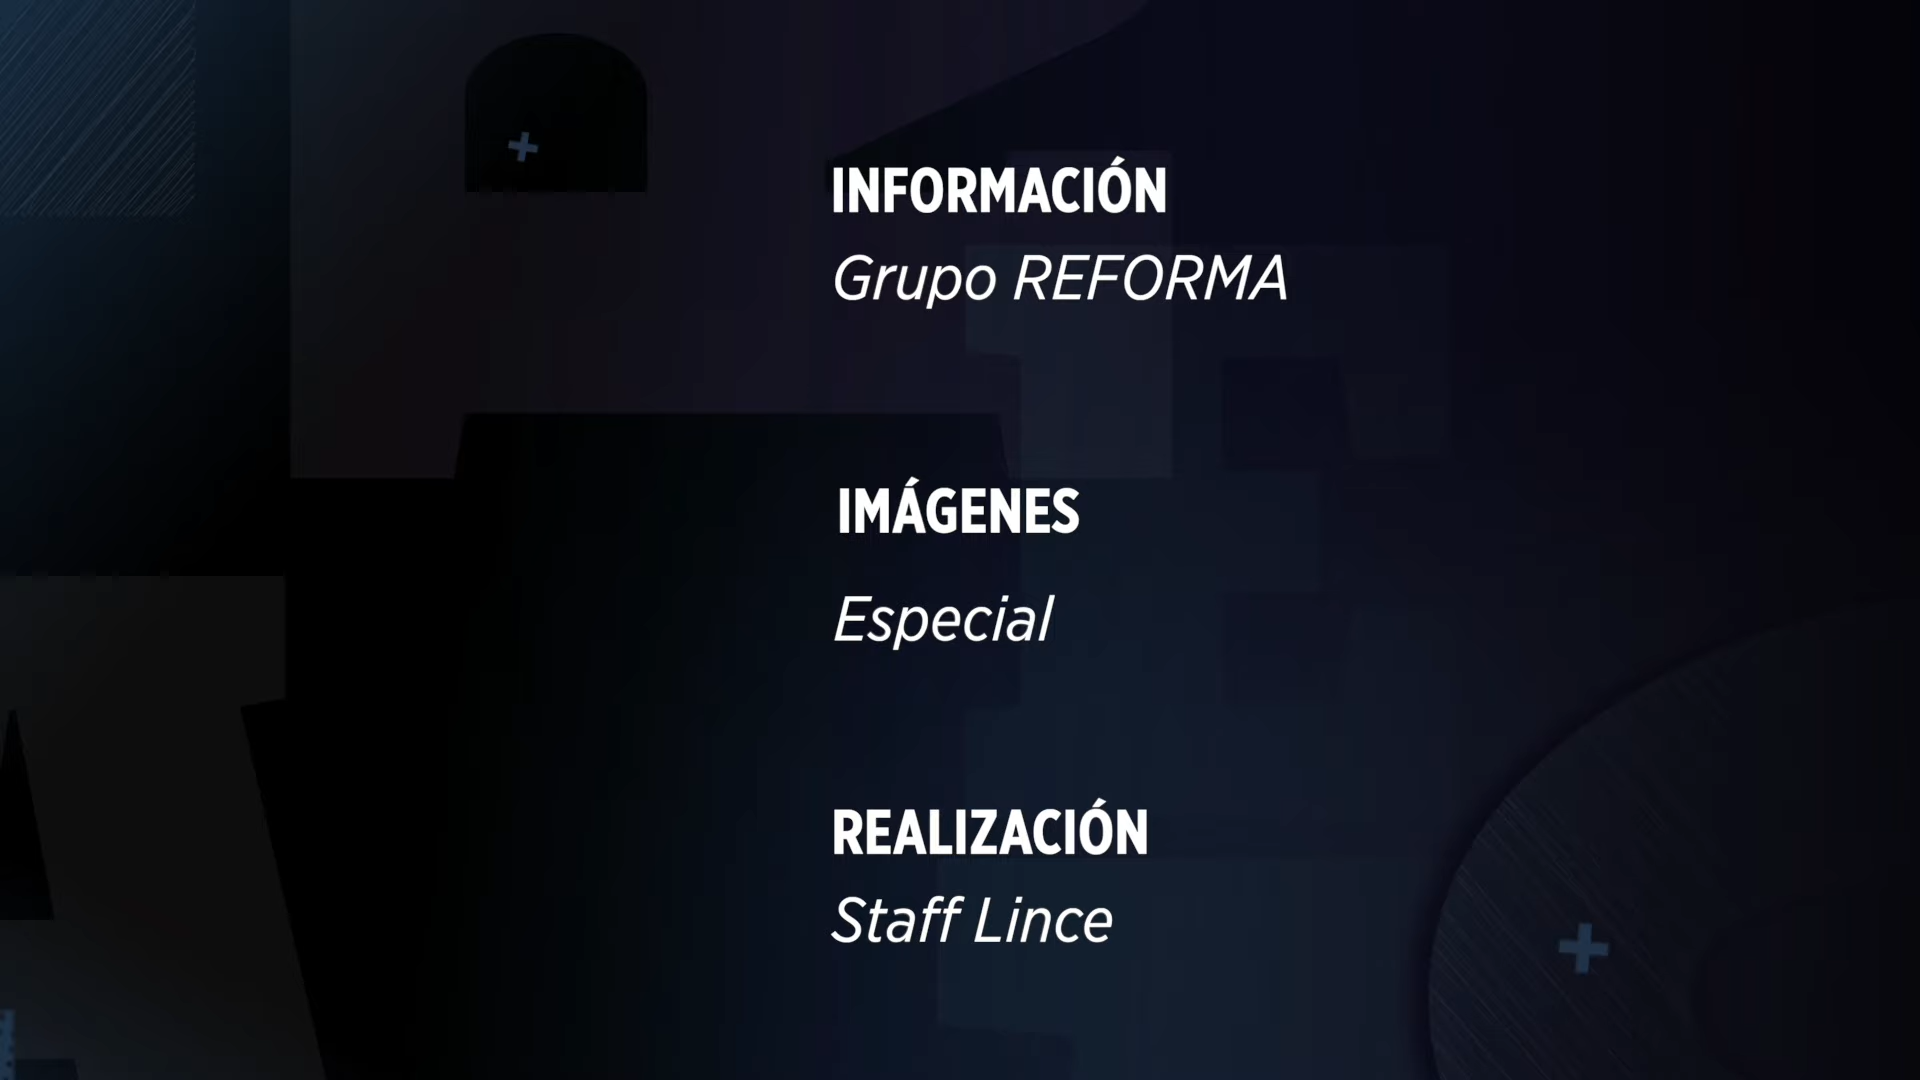 INFORMACIÓN
Grupo REFORMA
IMÁGENES
Especial
REALIZACIÓN
Staff Lince